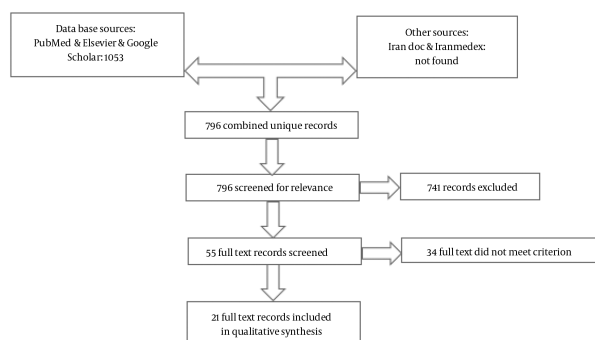 Data base sources:
PubMed & Elsevier & Google
Scholar: 1053
Other sources:
Iran doc & Iranmedex:
not found
796 combined unique records
796 screened for relevance
741 records excluded
55 full text records screened
34 full text did not meet criterion
21 full text records included
in qualitative synthesis